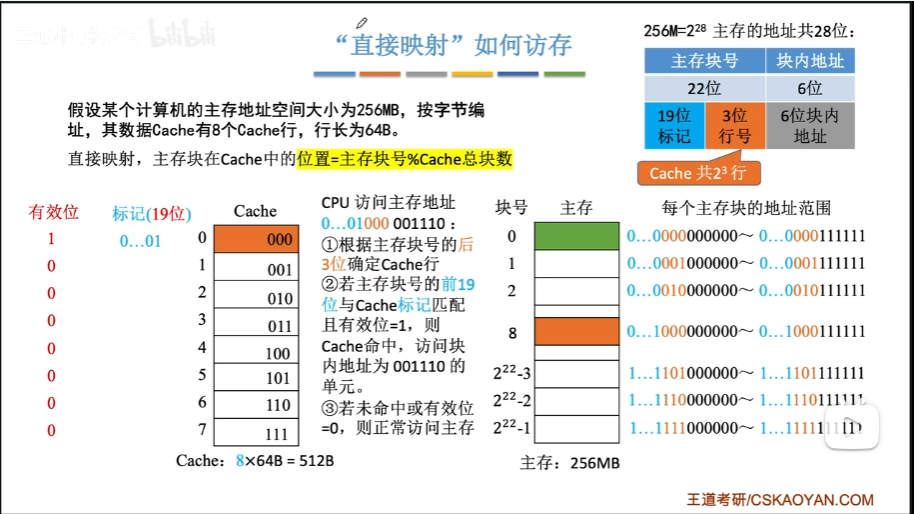 bilibili
“直接映射”如何访存
256M=2²⁸ 主存的地址共28位：
主存块号 块内地址
22位 6位
19位标记 3位行号 6位块内地址
Cache 共2³ 行
假设某个计算机的主存地址空间大小为256MB，按字节编
址，其数据Cache有8个Cache行，行长为64B。
直接映射，主存块在Cache中的位置=主存块号%Cache总块数
有效位 标记(19位) Cache
1 0…01 0 000
0 1 001
0 2 010
0 3 011
0 4 100
0 5 101
0 6 110
0 7 111
Cache：8×64B = 512B
CPU 访问主存地址
0…01000 001110：
①根据主存块号的后
3位确定Cache行
②若主存块号的前19
位与Cache标记匹配
且有效位=1，则
Cache命中，访问块
内地址为 001110 的
单元。
③若未命中或有效位
=0，则正常访问主存
块号 主存 每个主存块的地址范围
0 0…0000000000～ 0…0000111111
1 0…0001000000～ 0…0001111111
2 0…0010000000～ 0…0010111111
8 0…1000000000～ 0…1000111111
2²²-3 1…1101000000～ 1…1101111111
2²²-2 1…1110000000～ 1…1110111111
2²²-1 1…1111000000～ 1…1111111111
主存：256MB
王道考研/CSKAOYAN.COM